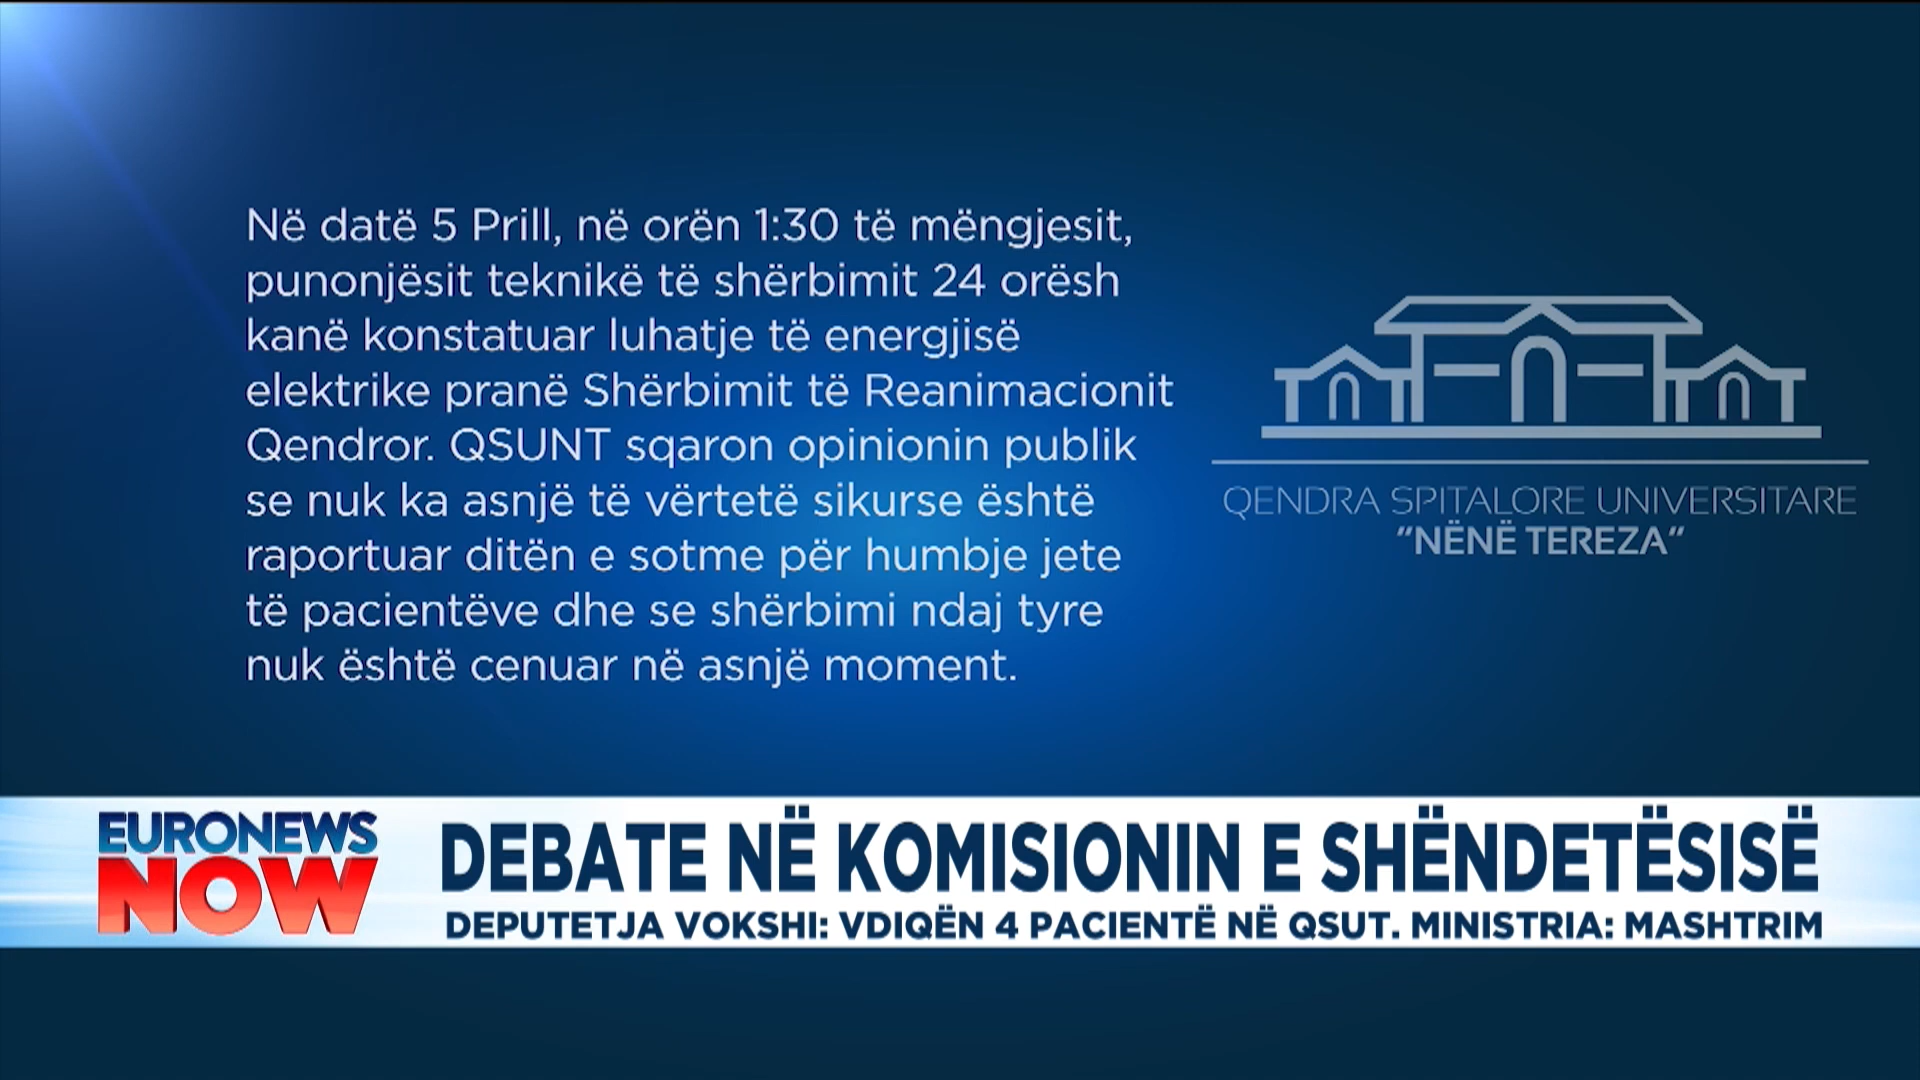 Në datë 5 Prill, në orën 1:30 të mëngjesit,
punonjësit teknikë të shërbimit 24 orësh
kanë konstatuar luhatje të energjisë
elektrike pranë Shërbimit të Reanimacionit
Qendror. QSUNT sqaron opinionin publik
se nuk ka asnjë të vërtetë sikurse është
raportuar ditën e sotme për humbje jete
të pacientëve dhe se shërbimi ndaj tyre
nuk është cenuar në asnjë moment.
QENDRA SPITALORE UNIVERSITARE
“NËNË TEREZA“
EURONEWS
NOW
DEBATE NË KOMISIONIN E SHËNDETËSISË
DEPUTETJA VOKSHI: VDIQËN 4 PACIENTË NË QSUT. MINISTRIA: MASHTRIM